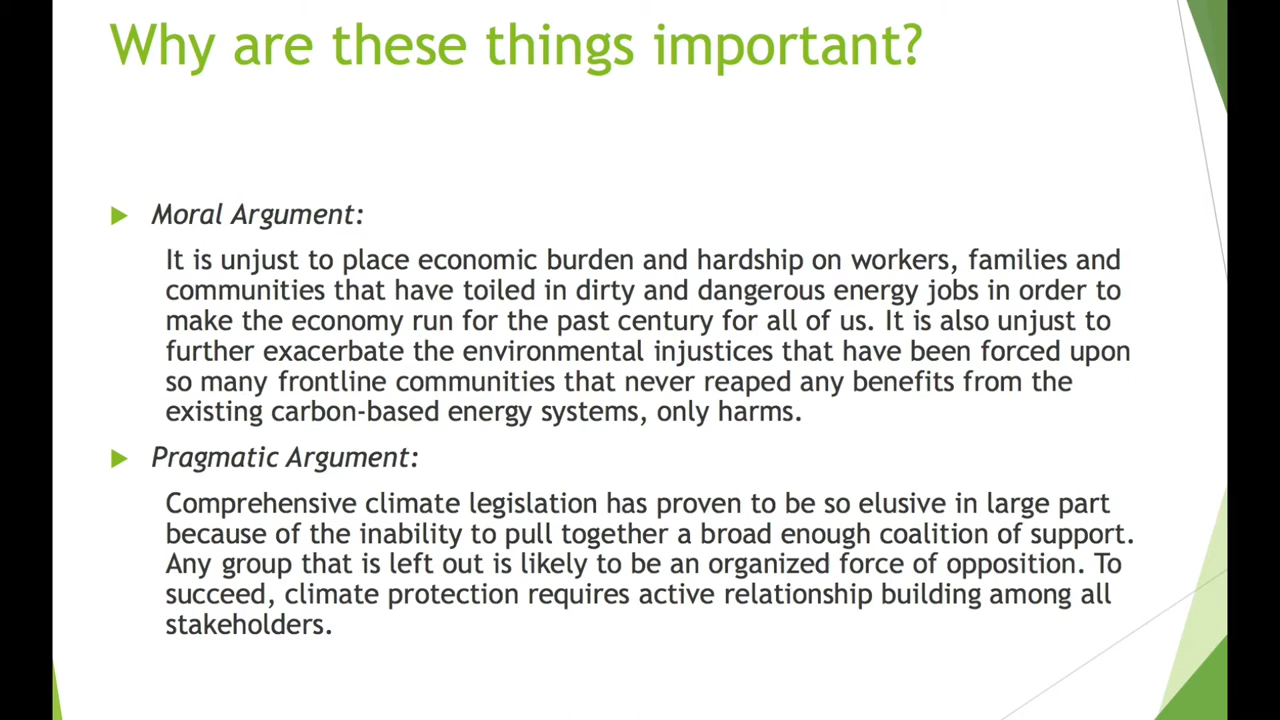 Why are these things important?
Moral Argument:
It is unjust to place economic burden and hardship on workers, families and
communities that have toiled in dirty and dangerous energy jobs in order to
make the economy run for the past century for all of us. It is also unjust to
further exacerbate the environmental injustices that have been forced upon
so many frontline communities that never reaped any benefits from the
existing carbon-based energy systems, only harms.
Pragmatic Argument:
Comprehensive climate legislation has proven to be so elusive in large part
because of the inability to pull together a broad enough coalition of support.
Any group that is left out is likely to be an organized force of opposition. To
succeed, climate protection requires active relationship building among all
stakeholders.